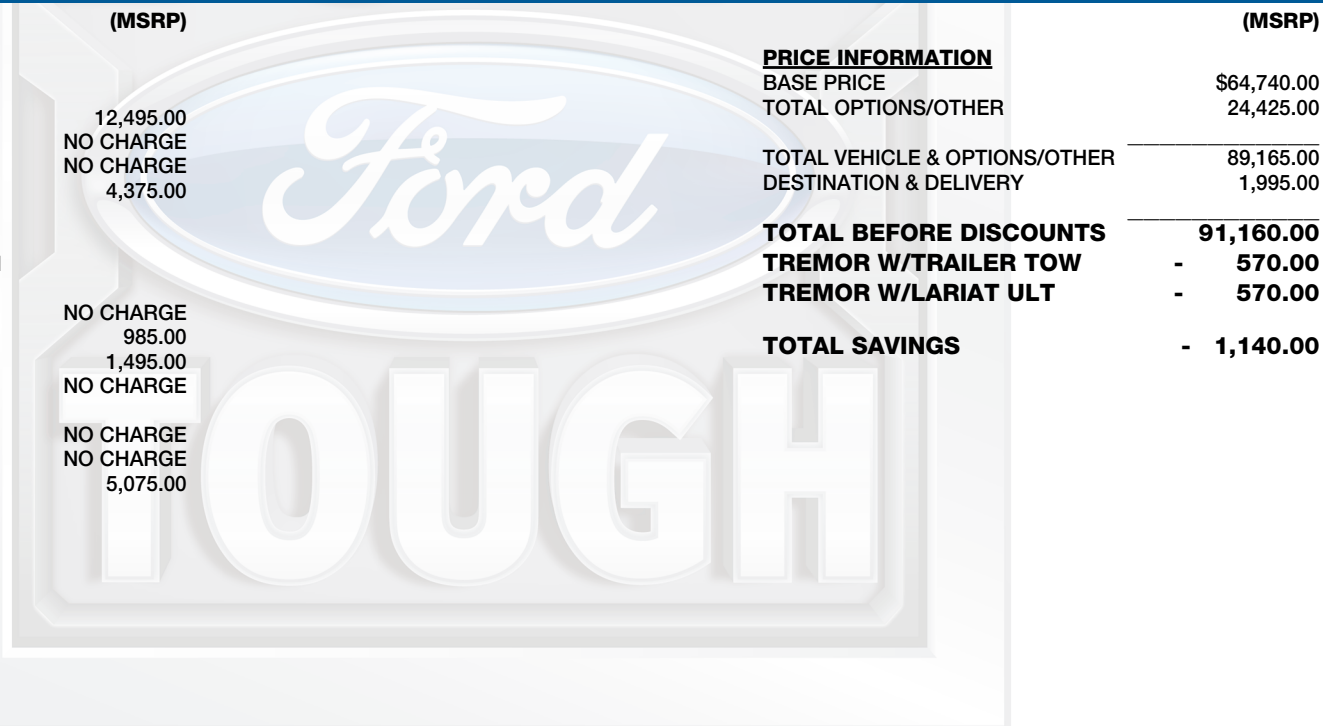 (MSRP)
12,495.00
NO CHARGE
NO CHARGE
4,375.00
NO CHARGE
985.00
1,495.00
NO CHARGE
NO CHARGE
NO CHARGE
5,075.00
Ford
TOUGH
(MSRP)
PRICE INFORMATION
BASE PRICE $64,740.00
TOTAL OPTIONS/OTHER 24,425.00
TOTAL VEHICLE & OPTIONS/OTHER 89,165.00
DESTINATION & DELIVERY 1,995.00
TOTAL BEFORE DISCOUNTS 91,160.00
TREMOR W/TRAILER TOW - 570.00
TREMOR W/LARIAT ULT - 570.00
TOTAL SAVINGS - 1,140.00